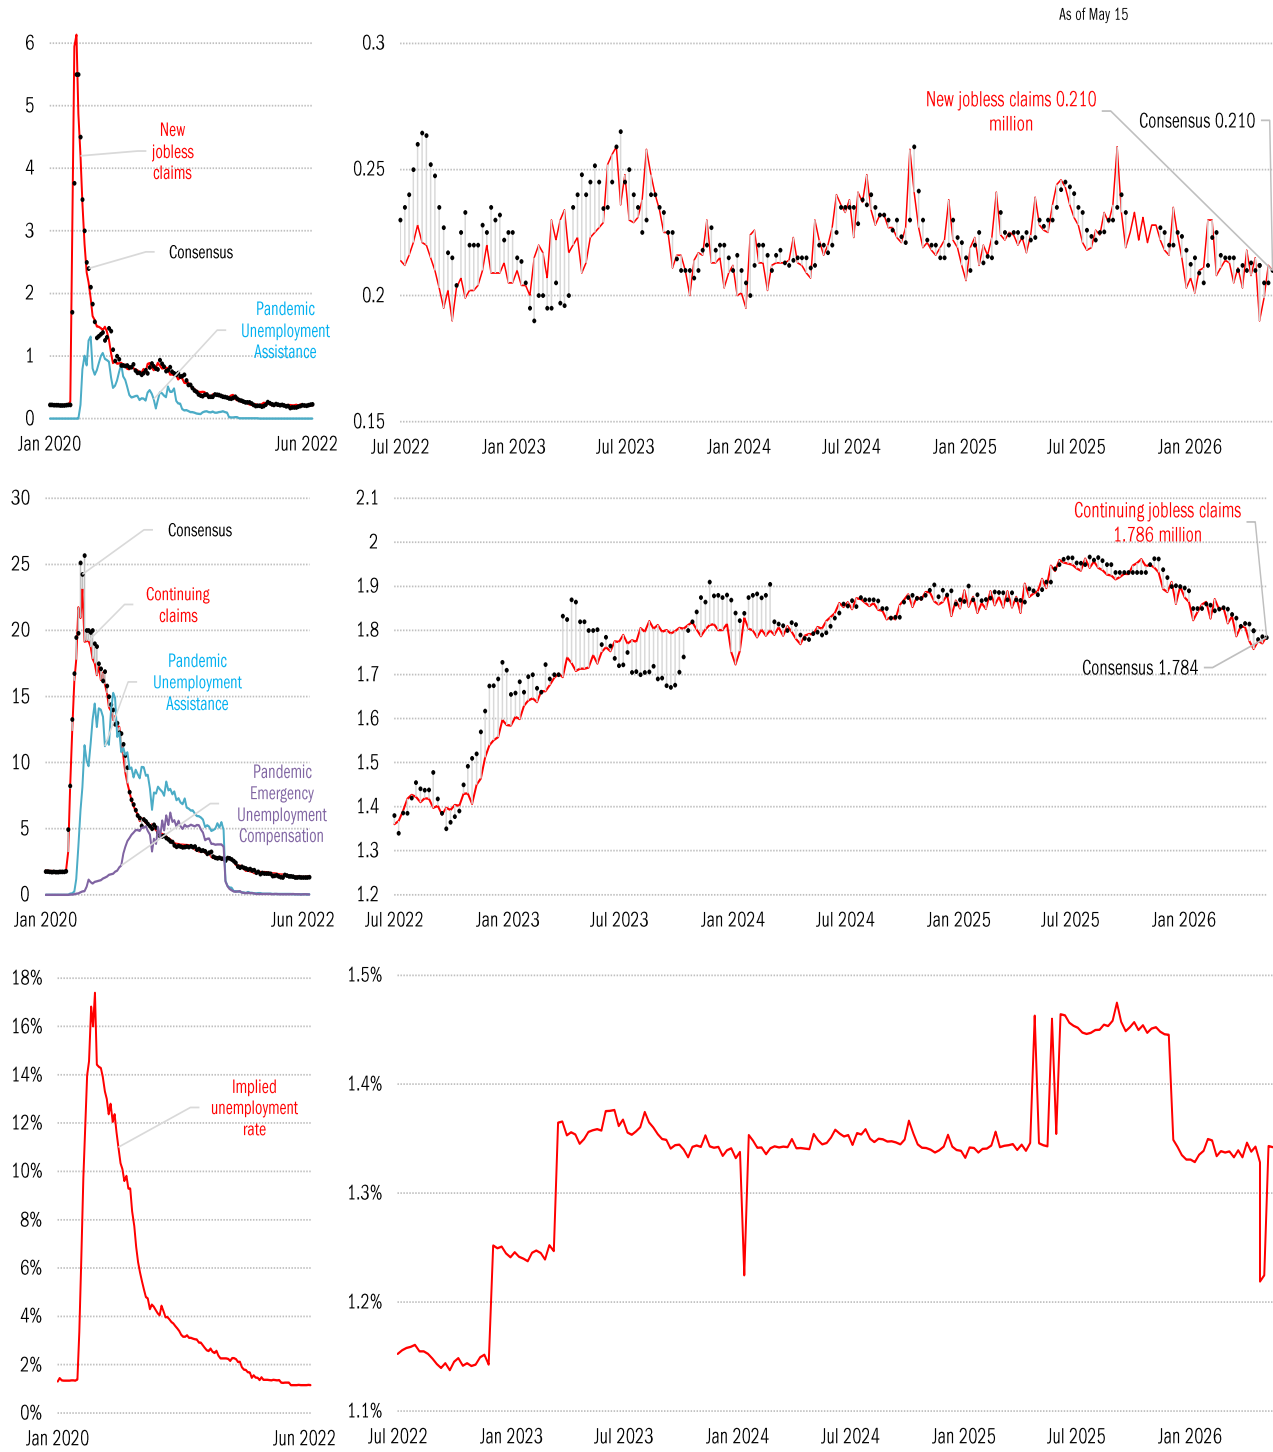 As of May 15
6
5
4
3
2
1
0
Jan 2020
Jun 2022
New
jobless
claims
Consensus
Pandemic
Unemployment
Assistance
0.3
0.25
0.2
0.15
Jul 2022
Jan 2023
Jul 2023
Jan 2024
Jul 2024
Jan 2025
Jul 2025
Jan 2026
New jobless claims 0.210
million
Consensus 0.210
30
25
20
15
10
5
0
Jan 2020
Jun 2022
Consensus
Continuing
claims
Pandemic
Unemployment
Assistance
Pandemic
Emergency
Unemployment
Compensation
2.1
2
1.9
1.8
1.7
1.6
1.5
1.4
1.3
1.2
Jul 2022
Jan 2023
Jul 2023
Jan 2024
Jul 2024
Jan 2025
Jul 2025
Jan 2026
Continuing jobless claims
1.786 million
Consensus 1.784
18%
16%
14%
12%
10%
8%
6%
4%
2%
0%
Jan 2020
Jun 2022
Implied
unemployment
rate
1.5%
1.4%
1.3%
1.2%
1.1%
Jul 2022
Jan 2023
Jul 2023
Jan 2024
Jul 2024
Jan 2025
Jul 2025
Jan 2026